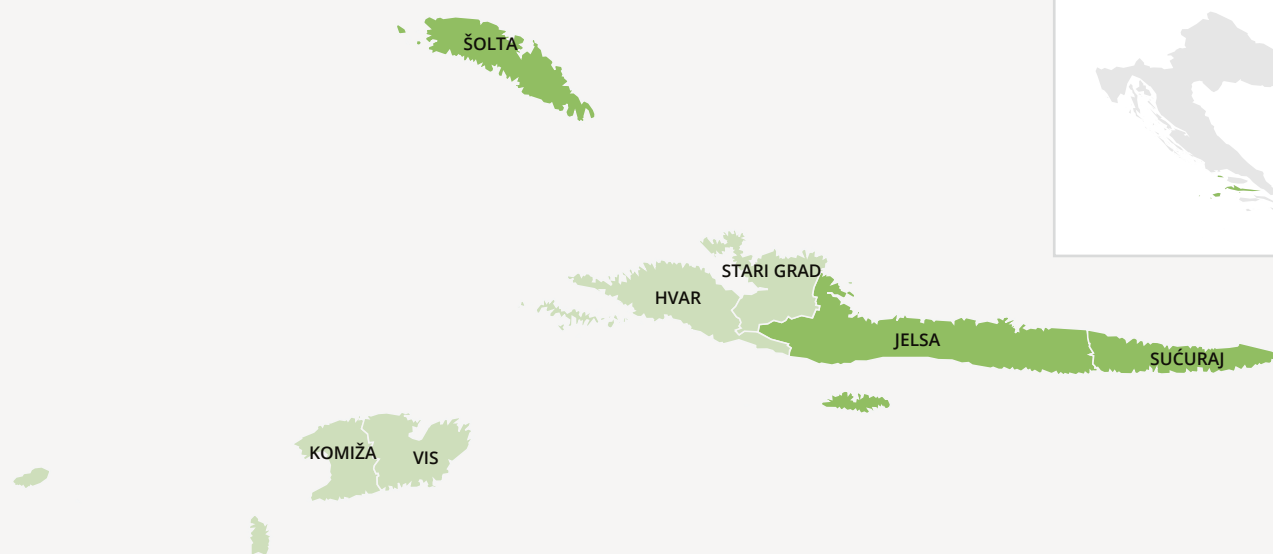 ŠOLTA
STARI GRAD
HVAR
JELSA
SUĆURAJ
KOMIŽA
VIS